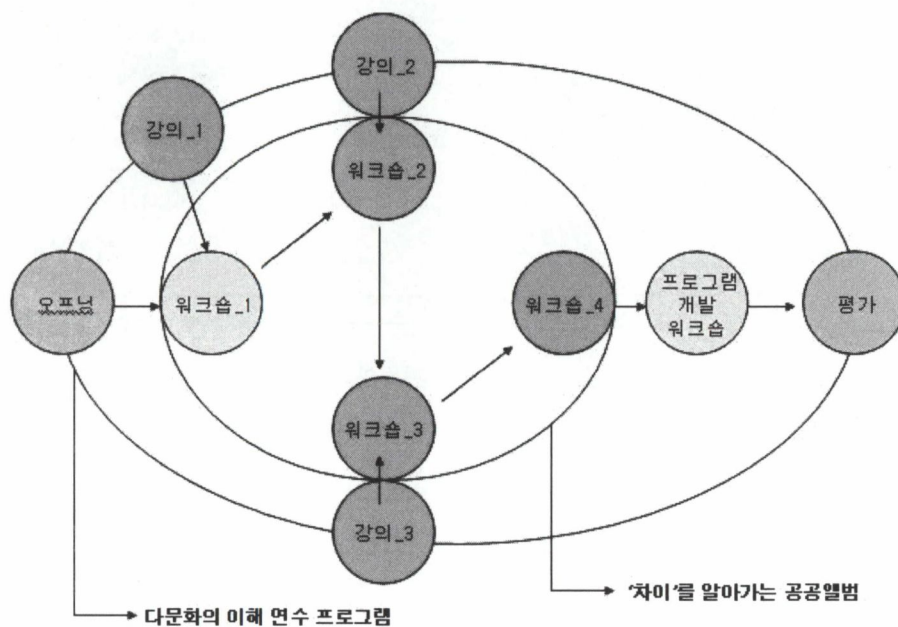 강의_2
강의_1
워크숍_2
오프닝
워크숍_1
워크숍_4
프로그램
개발
워크숍
평가
워크숍_3
강의_3
'차이'를 알아가는 공공앨범
다문화의 이해 연수 프로그램